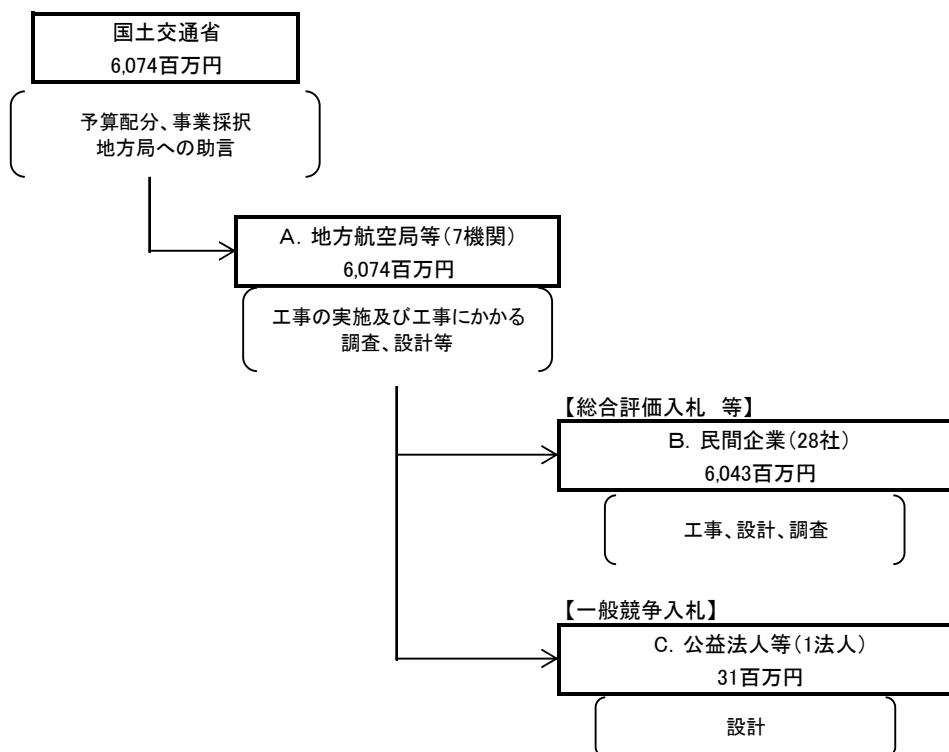 国土交通省
6,074百万円
予算配分、事業採択
地方局への助言
A. 地方航空局等(7機関)
6,074百万円
工事の実施及び工事にかかる
調査、設計等
【総合評価入札 等】
B. 民間企業(28社)
6,043百万円
工事、設計、調査
【一般競争入札】
C. 公益法人等(1法人)
31百万円
設計